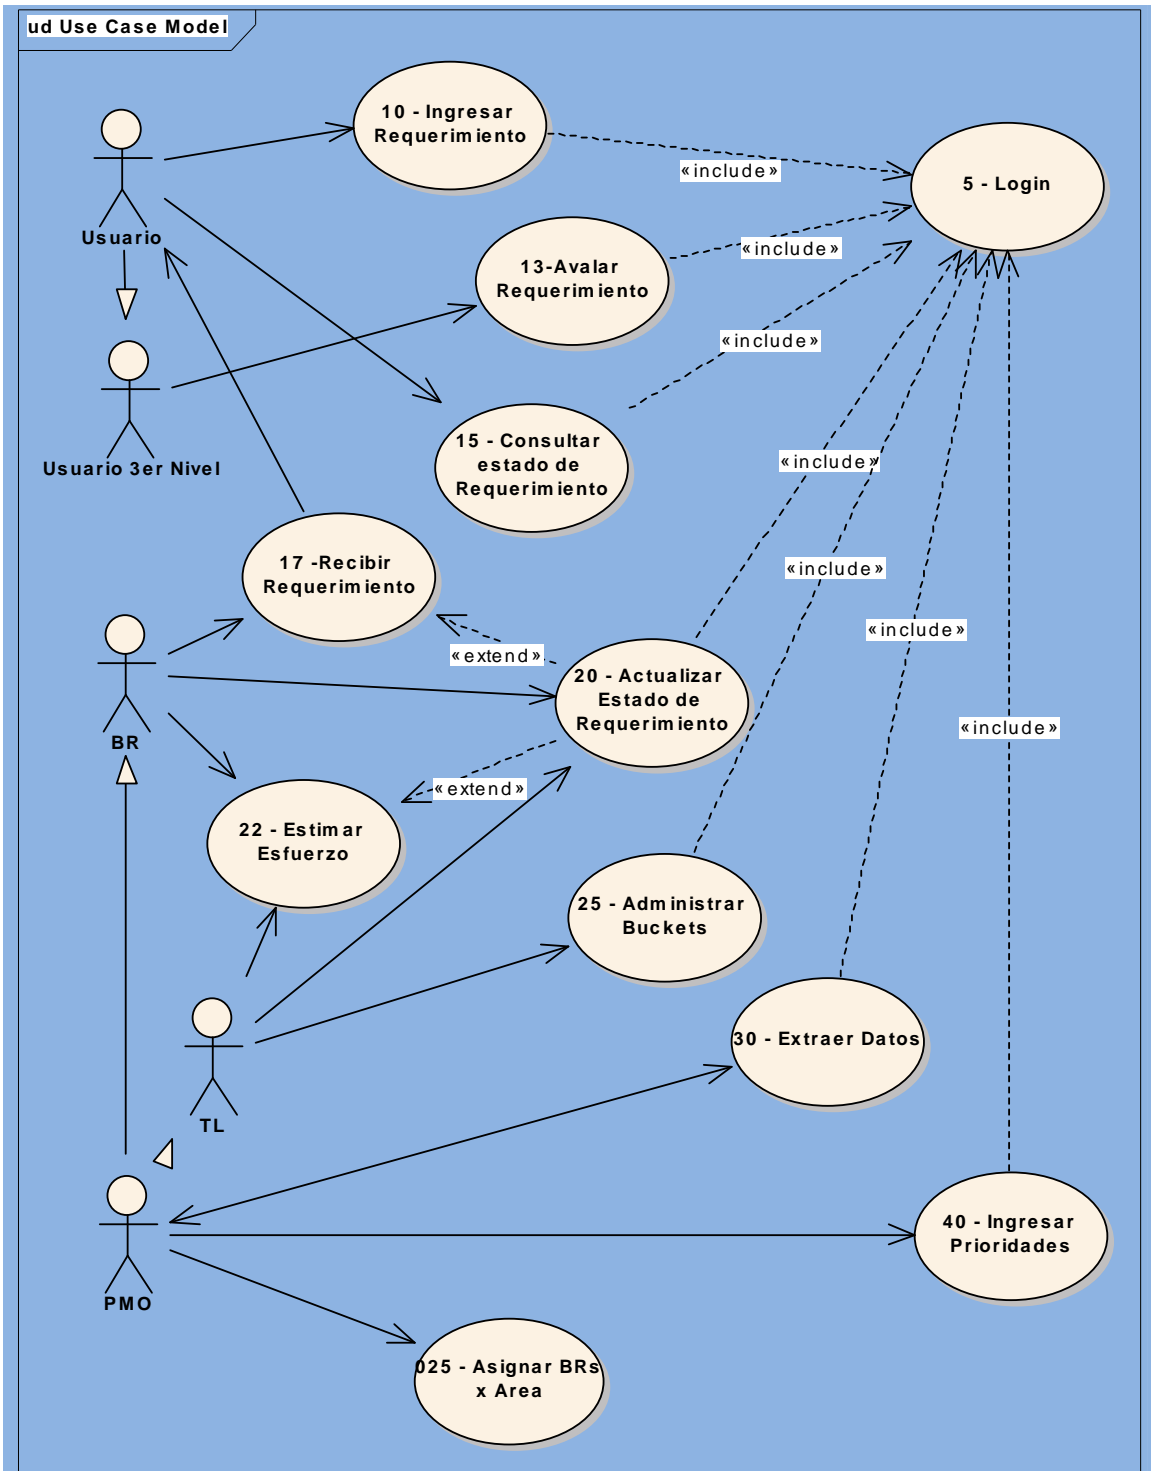 ud Use Case Model
10 - Ingresar
Requerimiento
5 - Login
«include»
Usuario
13-Avalar
Requerimiento
«include»
«include»
Usuario 3er Nivel
15 - Consultar
estado de
Requerimiento
«include»
17 -Recibir
Requerimiento
«include»
«include»
«extend»
20 - Actualizar
Estado de
Requerimiento
BR
«include»
«extend»
22 - Estimar
Esfuerzo
25 - Administrar
Buckets
30 - Extraer Datos
TL
40 - Ingresar
Prioridades
PMO
025 - Asignar BRs
x Area